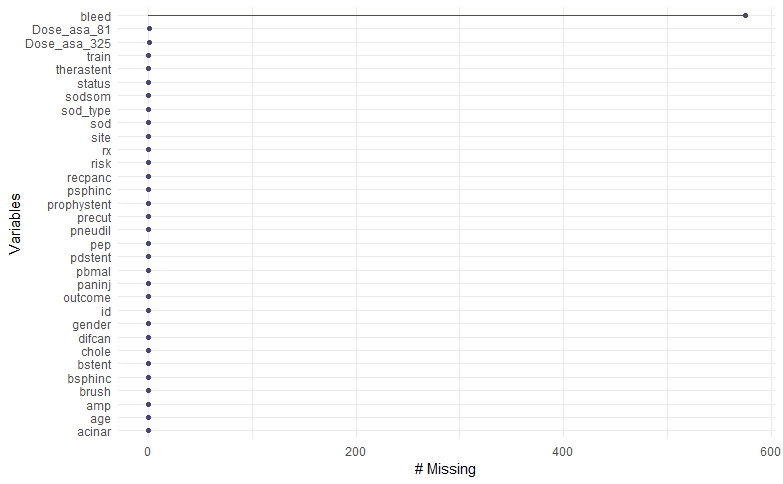 bleed
Dose_asa_81
Dose_asa_325
train
therastent
status
sodsom
sod_type
sod
site
rx
risk
recpanc
psphinc
prophystent
precut
pneudil
pep
pdstent
pbmal
paninj
outcome
id
gender
difcan
chole
bstent
bsphinc
brush
amp
age
acinar
Variables
0 200 400 600
# Missing